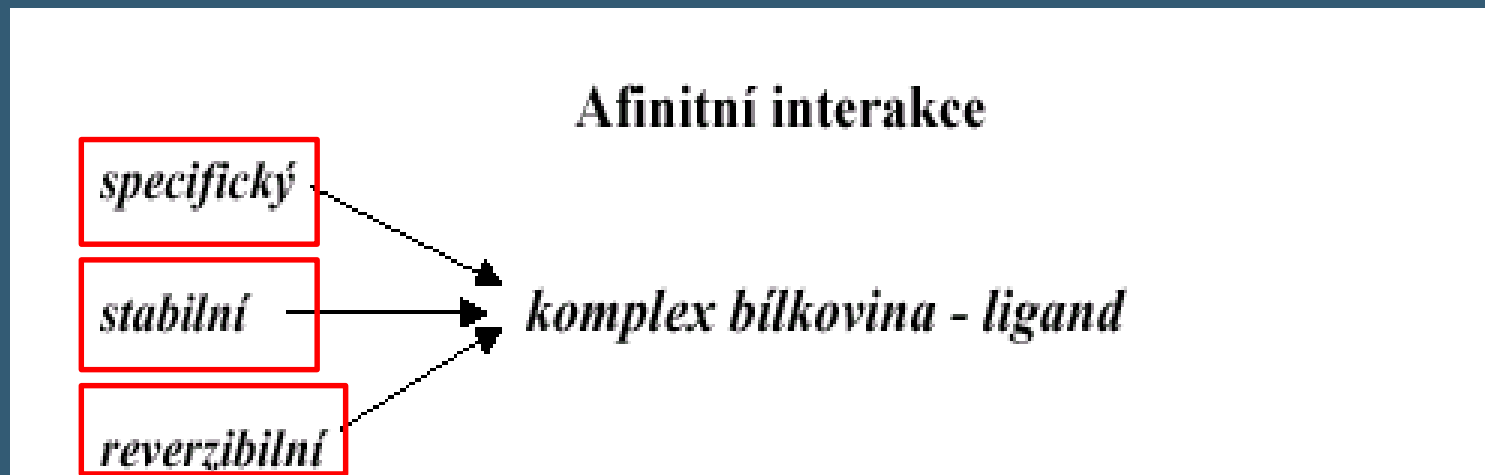 Afinitní interakce
specifický
stabilní
komplex bílkovina - ligand
reverzibilní